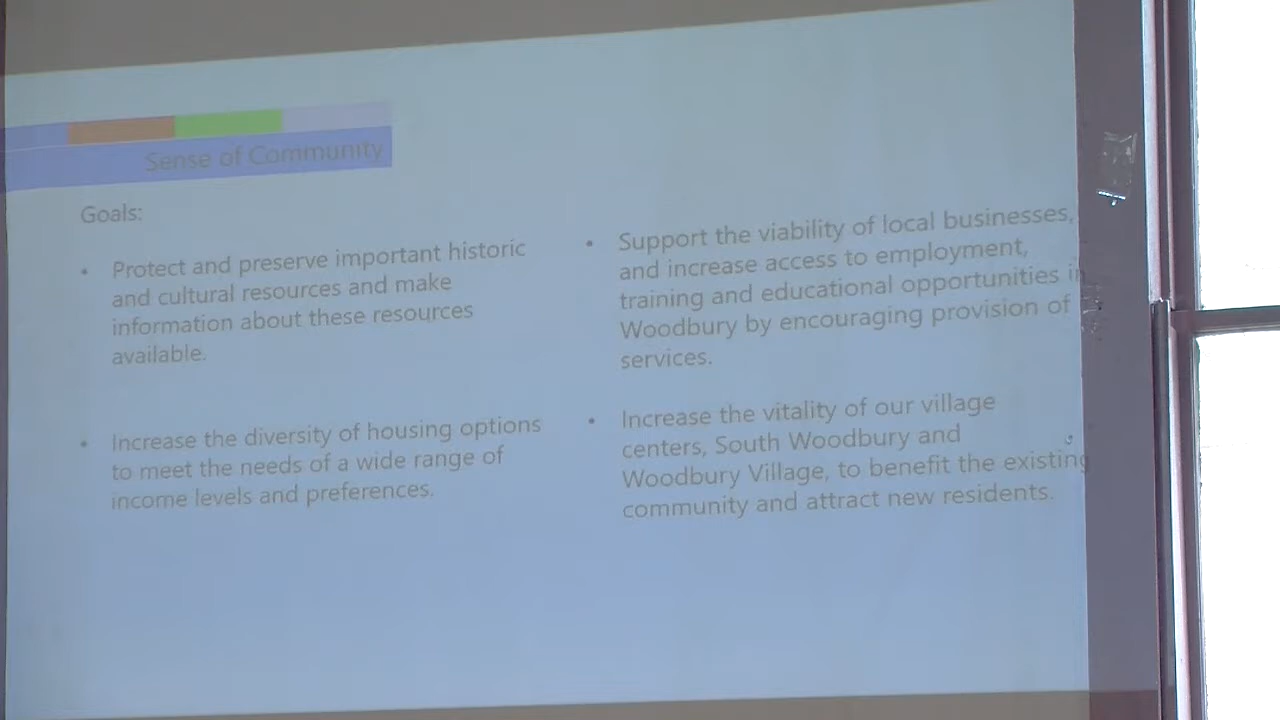 Sense of Community
Goals:
• Protect and preserve important historic
and cultural resources and make
information about these resources
available.
• Increase the diversity of housing options
to meet the needs of a wide range of
income levels and preferences.
• Support the viability of local businesses,
and increase access to employment,
training and educational opportunities in
Woodbury by encouraging provision of
services.
• Increase the vitality of our village
centers, South Woodbury and
Woodbury Village, to benefit the existing
community and attract new residents.